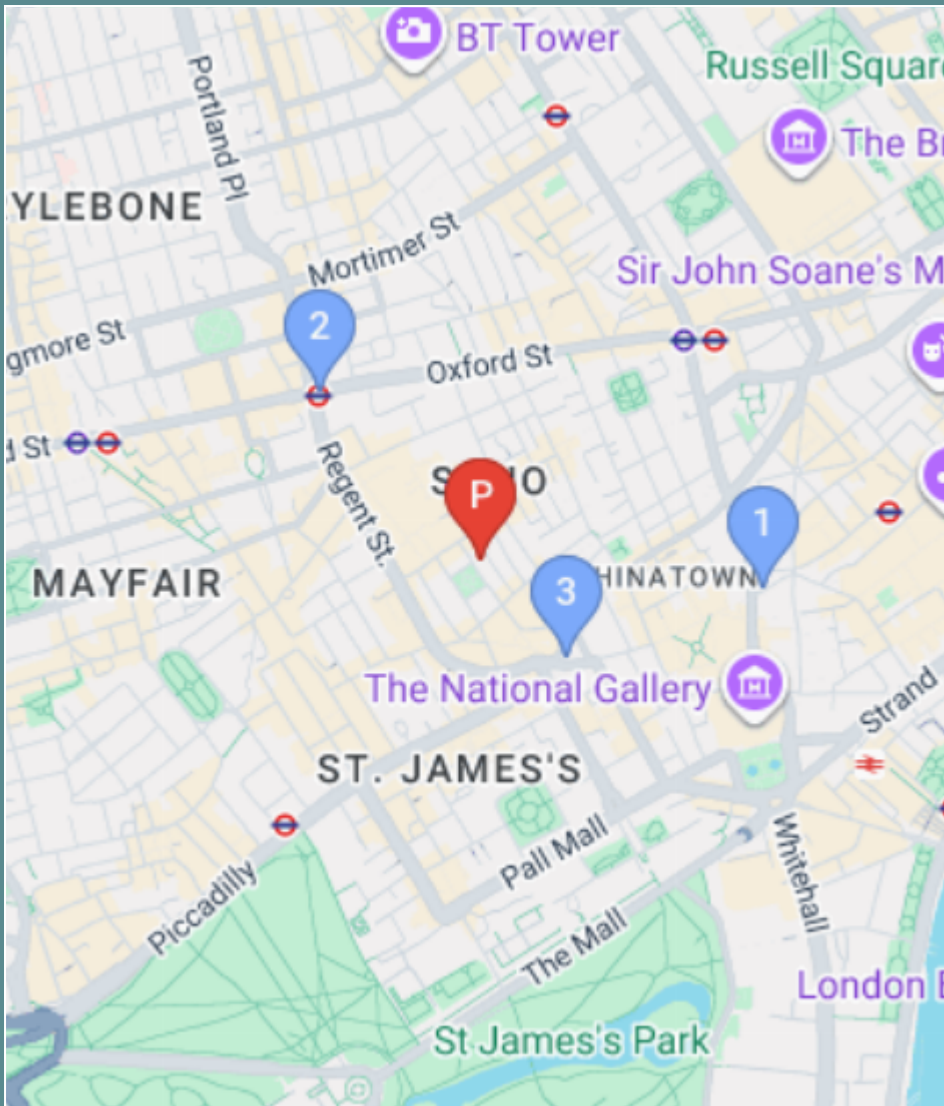 BT Tower
Portland Pl
Russell Squar
The B
YLEBONE
Mortimer St
Sir John Soane's M
2
gmore St
Oxford St
d St
Regent St.
S HO
P
1
MAYFAIR
3
HINATOWN
The National Gallery
Strand
ST. JAMES'S
Pall Mall
Whitehall
Piccadilly
The Mall
London
St James's Park